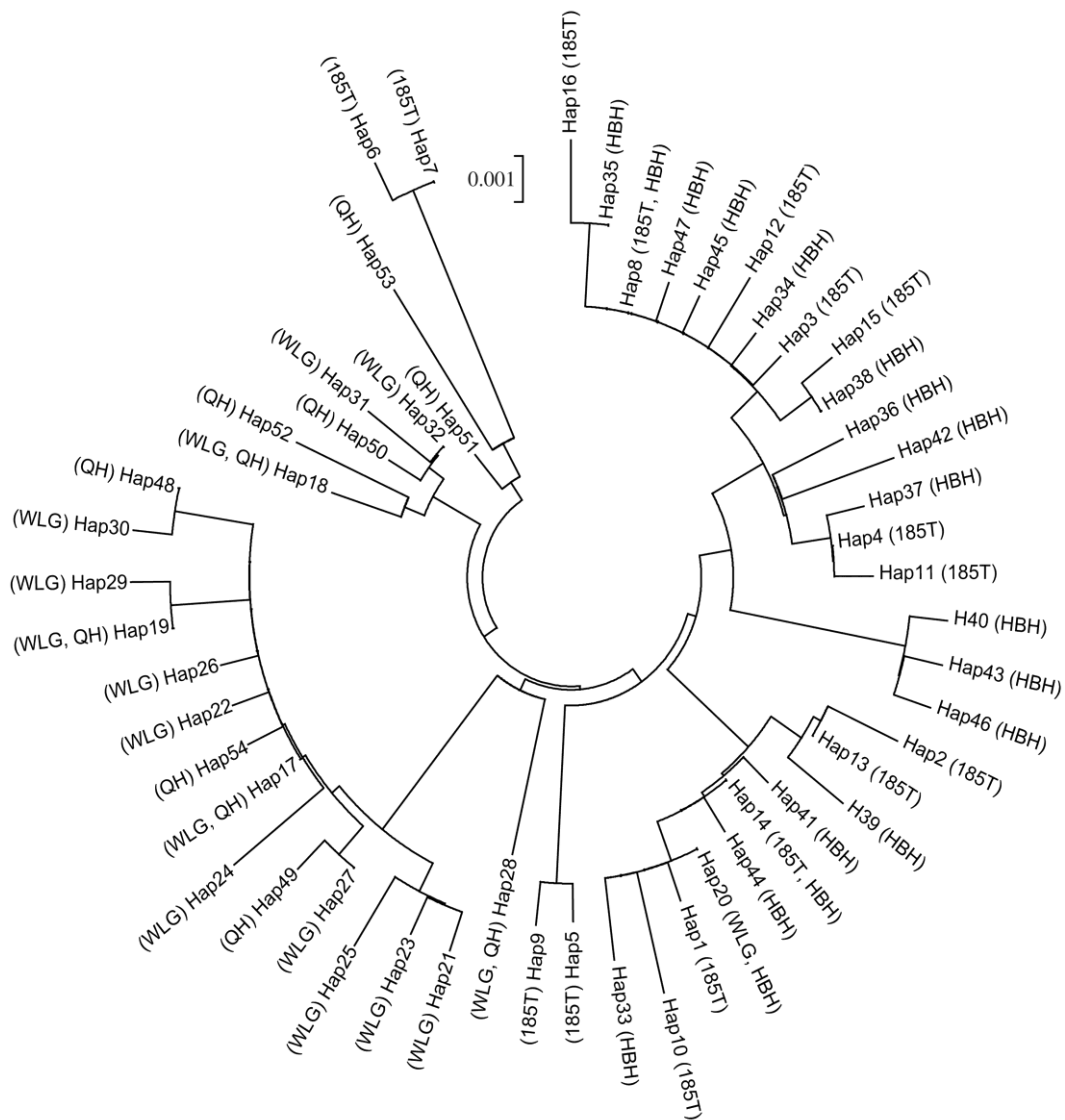 Hap16 (185T)
Hap35 (HBH)
Hap8 (185T, HBH)
Hap47 (HBH)
Hap45 (HBH)
Hap12 (185T)
Hap34 (HBH)
Hap3 (185T)
Hap15 (185T)
Hap38 (HBH)
Hap36 (HBH)
Hap42 (HBH)
Hap37 (HBH)
Hap4 (185T)
Hap11 (185T)
H40 (HBH)
Hap43 (HBH)
Hap46 (HBH)
Hap2 (185T)
Hap13 (185T)
H39 (HBH)
Hap41 (HBH)
Hap14 (185T, HBH)
Hap44 (HBH)
Hap20 (WLG, HBH)
Hap1 (185T)
Hap10 (185T)
Hap33 (HBH)
(185T) Hap5
(185T) Hap9
(WLG, QH) Hap28
(WLG) Hap21
(WLG) Hap23
(WLG) Hap25
(WLG) Hap27
(QH) Hap49
(WLG) Hap24
(WLG, QH) Hap17
(QH) Hap54
(WLG) Hap22
(WLG) Hap26
(WLG, QH) Hap19
(WLG) Hap29
(WLG) Hap30
(QH) Hap48
(WLG, QH) Hap18
(QH) Hap52
(QH) Hap50
(WLG) Hap31
(WLG) Hap32
(QH) Hap51
(QH) Hap53
(185T) Hap6
(185T) Hap7
0.001